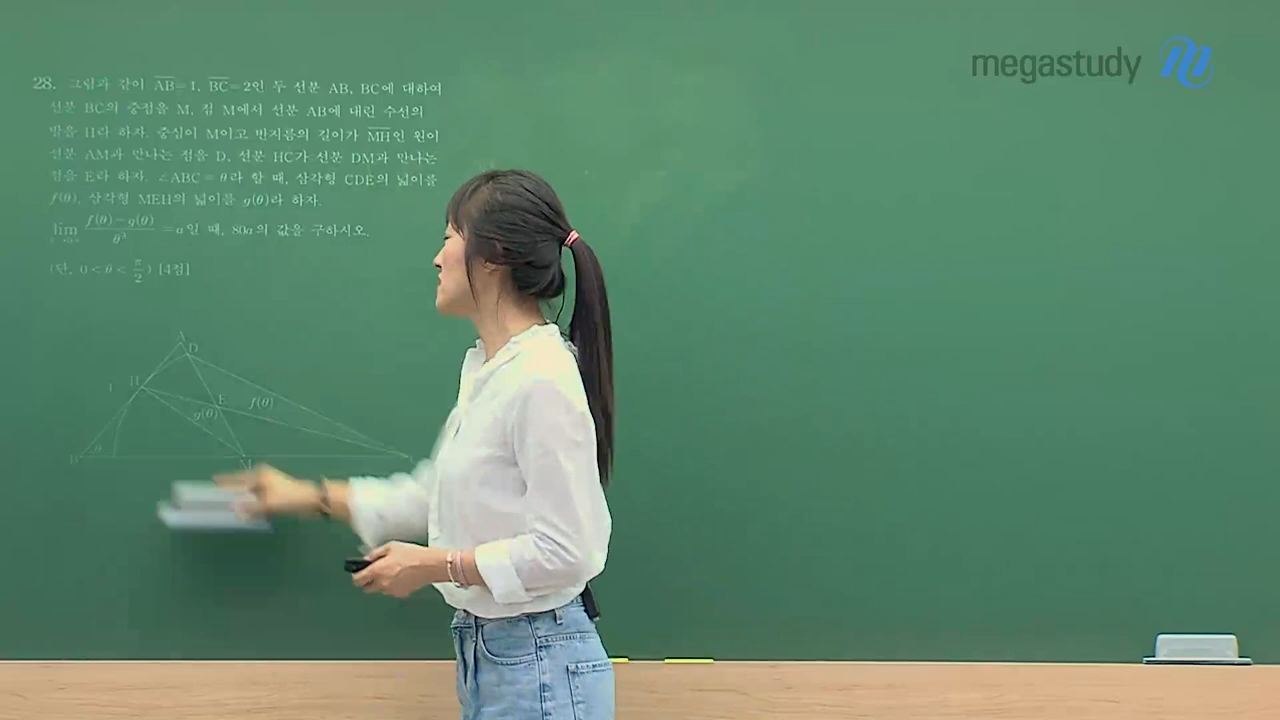 megastudy
28. 그림과 같이 AB=1, BC=2인 두 선분 AB, BC에 대하여
선분 BC의 중점을 M, 점 M에서 선분 AB에 내린 수선의
발을 H라 하자. 중심이 M이고 반지름의 길이가 MH인 원이
선분 AM과 만나는 점을 D, 선분 HC가 선분 DM과 만나는
점을 E라 하자. ∠ABC=θ라 할 때, 삼각형 CDE의 넓이를
f(θ), 삼각형 MEH의 넓이를 g(θ)라 하자.
lim f(θ)-g(θ)/θ³ =a일 때, 80a의 값을 구하시오.
(단, 0<θ<π/2) [4점]
D
1 H
E f(θ)
g(θ)
B θ M